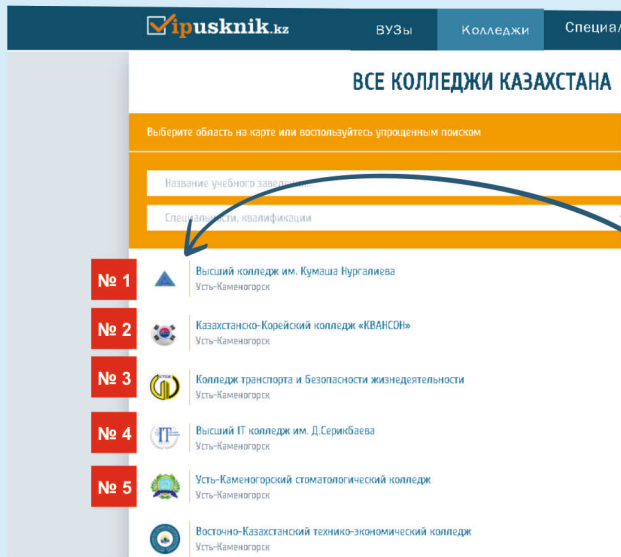 Vipusknik.kz
ВУЗы Колледжи Специал
ВСЕ КОЛЛЕДЖИ КАЗАХСТАНА
Выберите область на карте или воспользуйтесь упрощенным поиском
Название учебного заведения...
Специальности, квалификации
№ 1 Высший колледж им. Кумаша Нургалиева
Усть-Каменогорск
№ 2 Казахстанско-Корейский колледж «КВАНСОН»
Усть-Каменогорск
№ 3 Колледж транспорта и безопасности жизнедеятельности
Усть-Каменогорск
№ 4 IT Высший IT колледж им. Д.Серикбаева
Усть-Каменогорск
№ 5 Усть-Каменогорский стоматологический колледж
Усть-Каменогорск
Восточно-Казахстанский технико-экономический колледж
Усть-Каменогорск